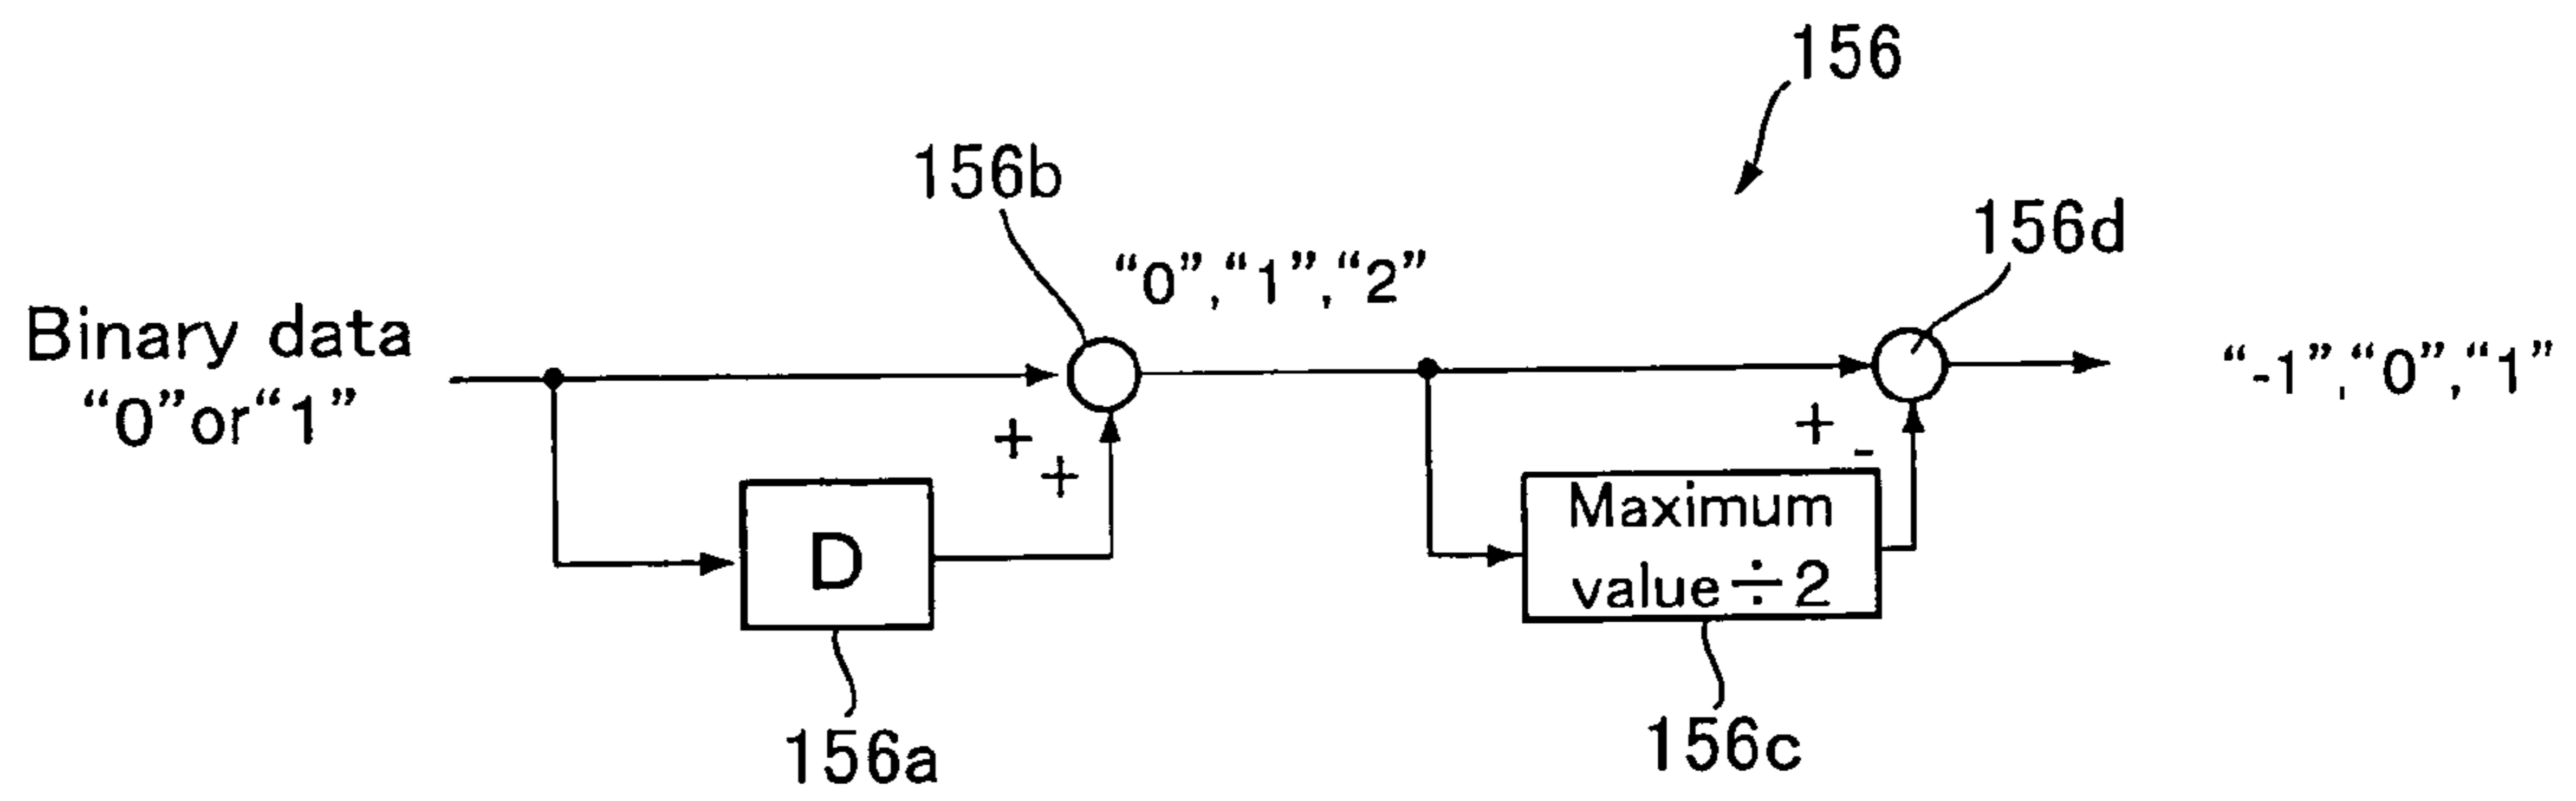 156
156b
156d
“0”,“1”,“2”
Binary data
“0”or“1”
“-1”,“0”,“1”
+
+
+
-
D
Maximum
value÷2
156a
156c